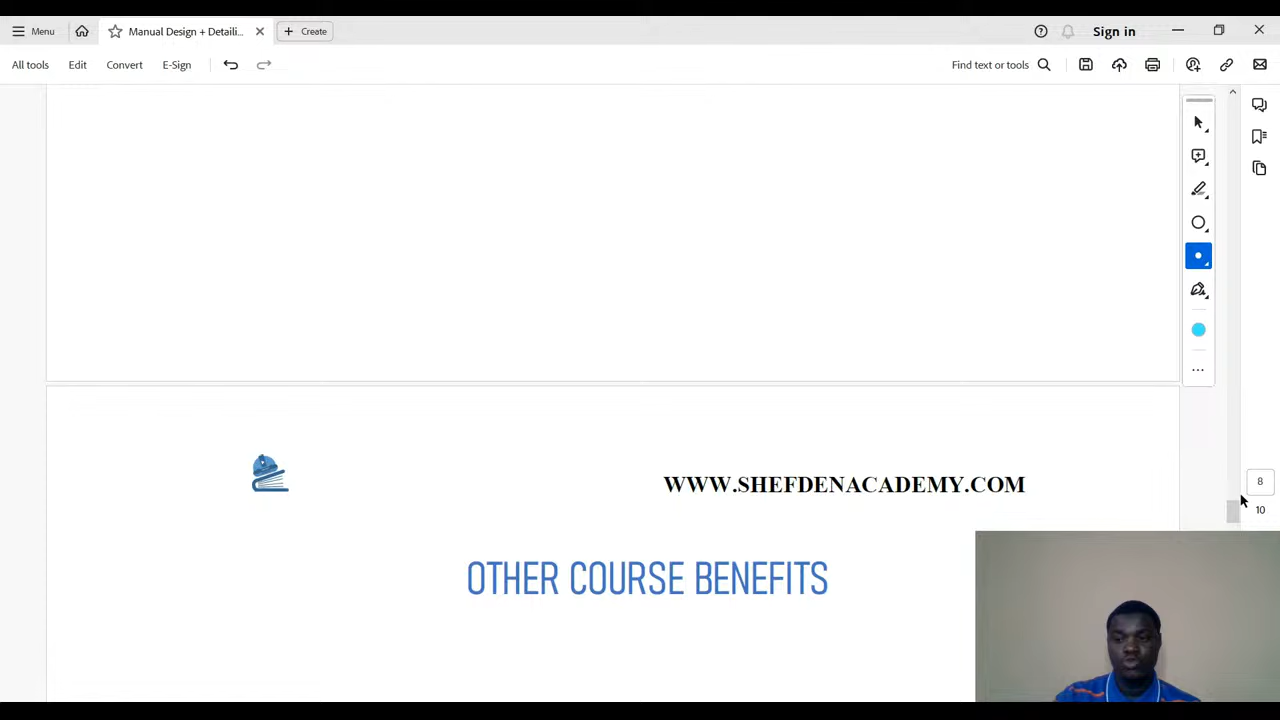 Menu
Manual Design + Detaili...
Create
Sign in
All tools
Edit
Convert
E-Sign
Find text or tools
8
10
WWW.SHEFDENACADEMY.COM
OTHER COURSE BENEFITS